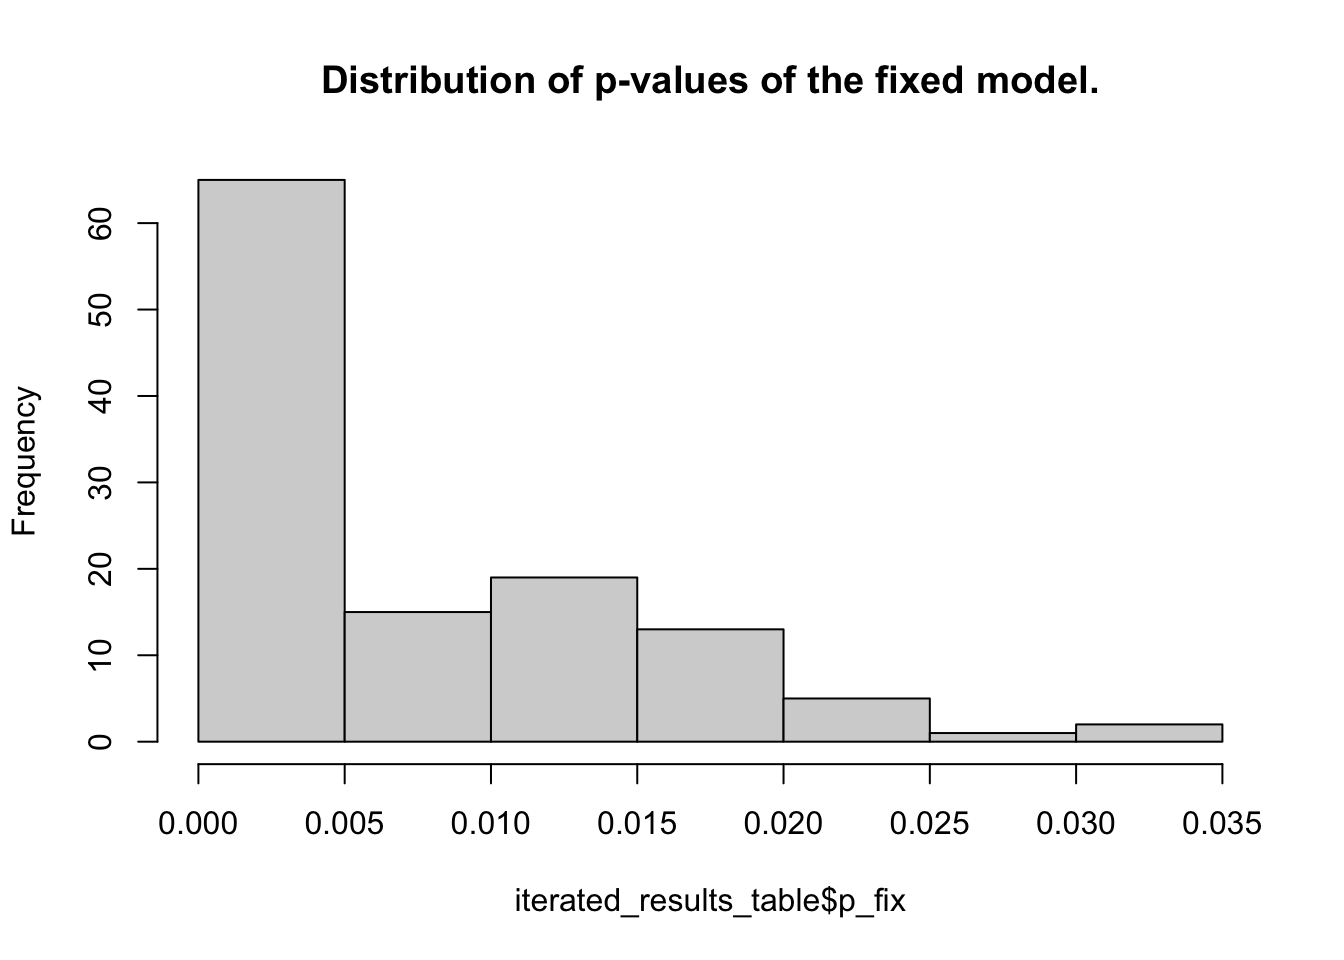 Distribution of p-values of the fixed model.
Frequency
60
50
40
30
20
10
0
0.000 0.005 0.010 0.015 0.020 0.025 0.030 0.035
iterated_results_table$p_fix